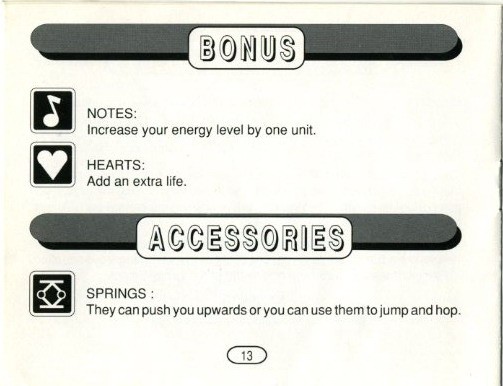 BONUS
NOTES:
Increase your energy level by one unit.
HEARTS:
Add an extra life.
ACCESSORIES
SPRINGS :
They can push you upwards or you can use them to jump and hop.
13